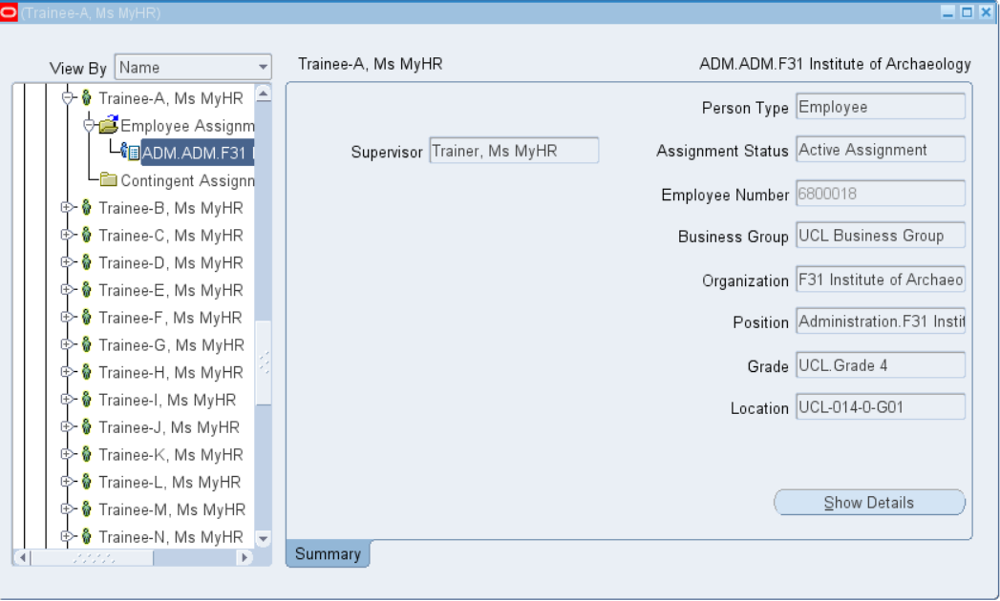 (Trainee-A, Ms MyHR)
View By Name
Trainee-A, Ms MyHR
Employee Assignm
ADM.ADM.F31
Contingent Assignn
Trainee-B, Ms MyHR
Trainee-C, Ms MyHR
Trainee-D, Ms MyHR
Trainee-E, Ms MyHR
Trainee-F, Ms MyHR
Trainee-G, Ms MyHR
Trainee-H, Ms MyHR
Trainee-I, Ms MyHR
Trainee-J, Ms MyHR
Trainee-K, Ms MyHR
Trainee-L, Ms MyHR
Trainee-M, Ms MyHR
Trainee-N, Ms MyHR
Trainee-A, Ms MyHR ADM.ADM.F31 Institute of Archaeology
Person Type Employee
Supervisor Trainer, Ms MyHR Assignment Status Active Assignment
Employee Number 6800018
Business Group UCL Business Group
Organization F31 Institute of Archaeo
Position Administration.F31 Instit
Grade UCL.Grade 4
Location UCL-014-0-G01
Show Details
Summary